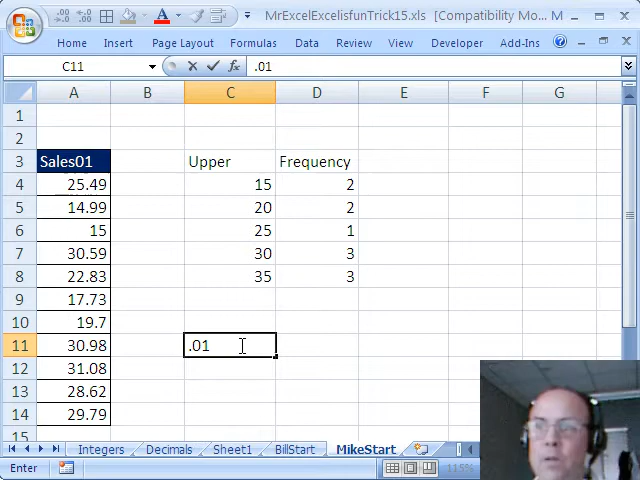 MrExcelExcelisfunTrick15.xls [Compatibility Mo...
Home Insert Page Layout Formulas Data Review View Developer Add-Ins
C11 fx .01
A B C D E F G
1
2
3 Sales01 Upper Frequency
4 25.49 15 2
5 14.99 20 2
6 15 25 1
7 30.59 30 3
8 22.83 35 3
9 17.73
10 19.7
11 30.98 .01
12 31.08
13 28.62
14 29.79
15
Integers Decimals Sheet1 BillStart MikeStart
Enter 115%